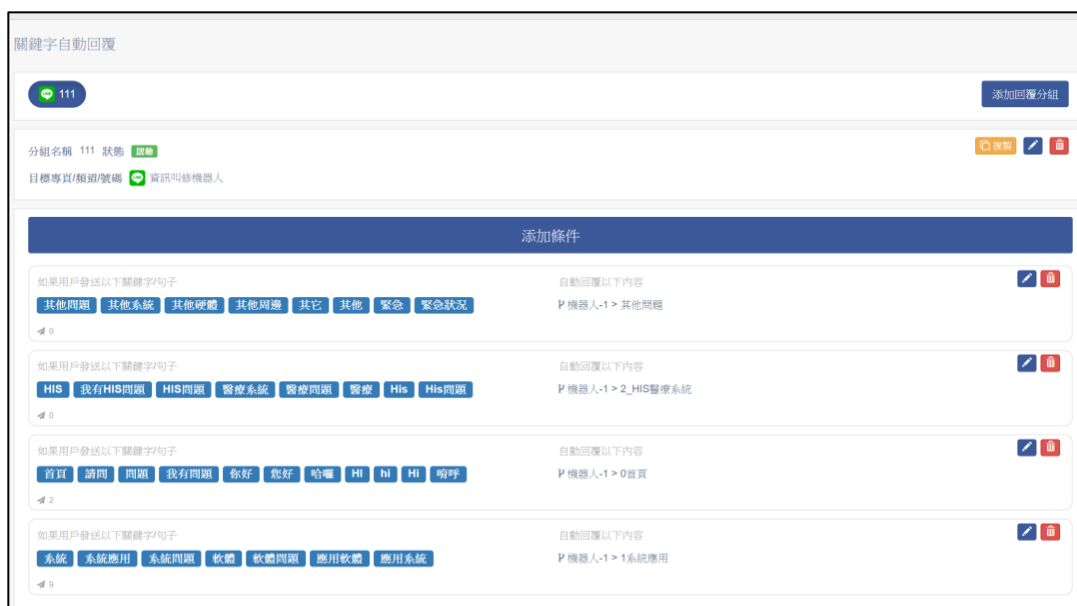 關鍵字自動回覆
111
添加回覆分組
分組名稱 111 狀態 啟動
複製
目標專頁/頻道/號碼 資訊叫修機器人
添加條件
如果用戶發送以下關鍵字/句子
自動回覆以下內容
其他問題 其他系統 其他硬體 其他周邊 其它 其他 緊急 緊急狀況
機器人-1 > 其他問題
0
如果用戶發送以下關鍵字/句子
自動回覆以下內容
HIS 我有HIS問題 HIS問題 醫療系統 醫療問題 醫療 His His問題
機器人-1 > 2_HIS醫療系統
0
如果用戶發送以下關鍵字/句子
自動回覆以下內容
首頁 請問 問題 我有問題 你好 您好 哈囉 HI hi Hi 嗨呼
機器人-1 > 0首頁
2
如果用戶發送以下關鍵字/句子
自動回覆以下內容
系統 系統應用 系統問題 軟體 軟體問題 應用軟體 應用系統
機器人-1 > 1系統應用
9